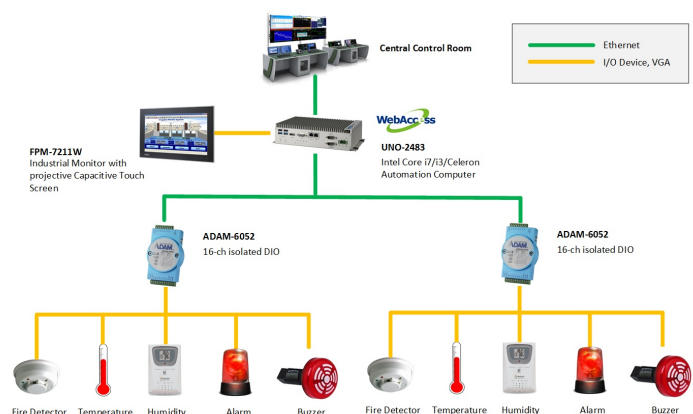 Central Control Room
Ethernet
I/O Device, VGA
WebAccess
FPM-7211W
Industrial Monitor with
projective Capacitive Touch
Screen
UNO-2483
Intel Core i7/i3/Celeron
Automation Computer
ADAM-6052
16-ch isolated DIO
ADAM-6052
16-ch isolated DIO
ADAM
ADAM
Fire Detector
Temperature
Humidity
Alarm
Buzzer
Fire Detector
Temperature
Humidity
Alarm
Buzzer